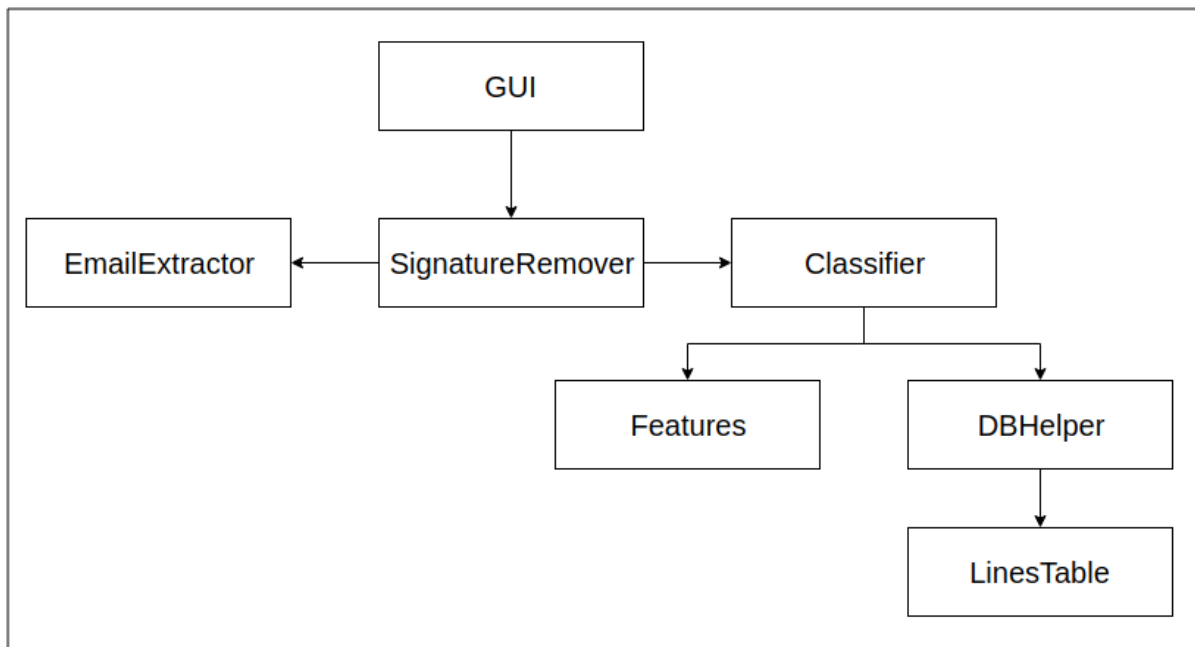 GUI
EmailExtractor
SignatureRemover
Classifier
Features
DBHelper
LinesTable